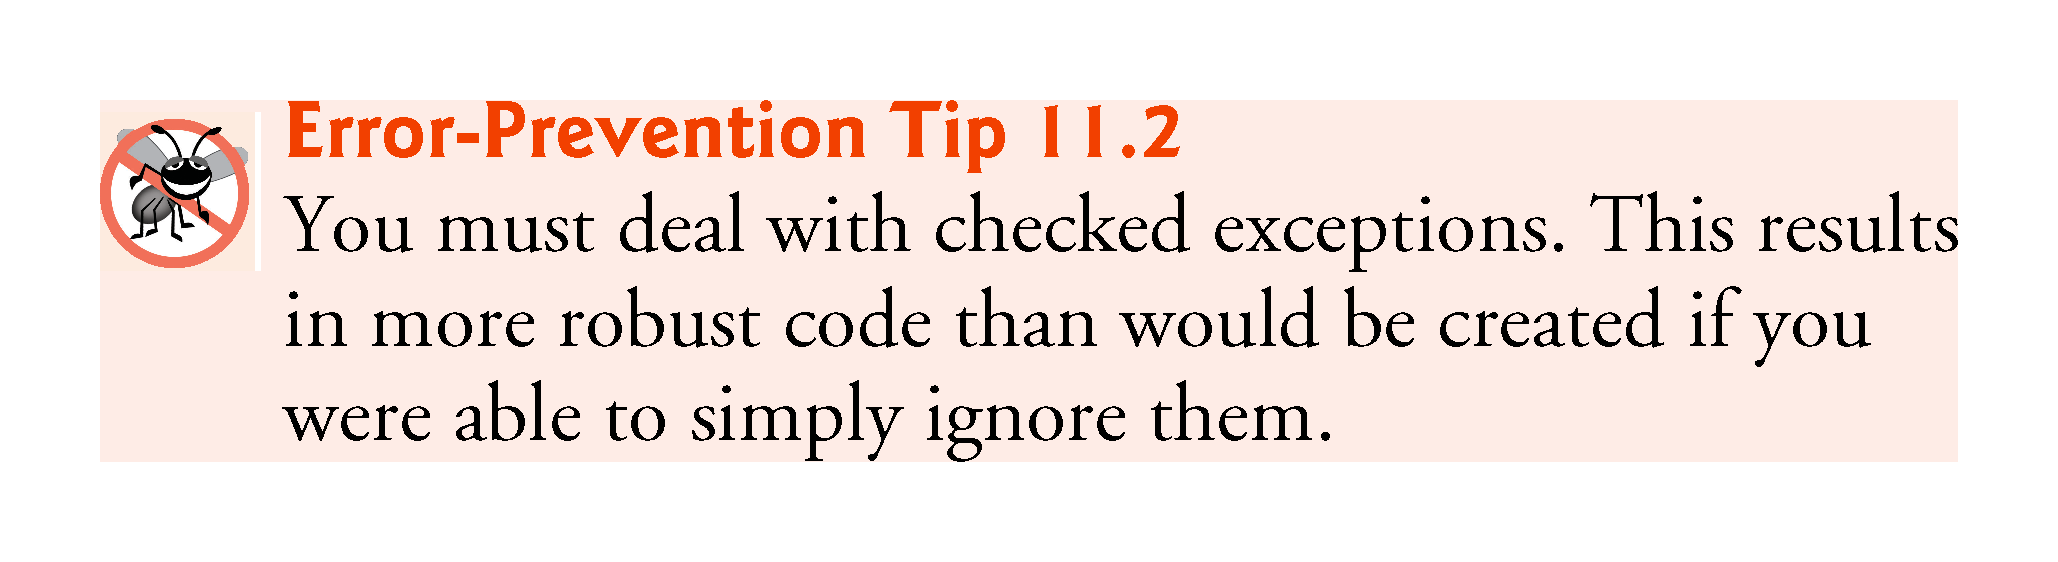 Error-Prevention Tip 11.2
You must deal with checked exceptions. This results
in more robust code than would be created if you
were able to simply ignore them.